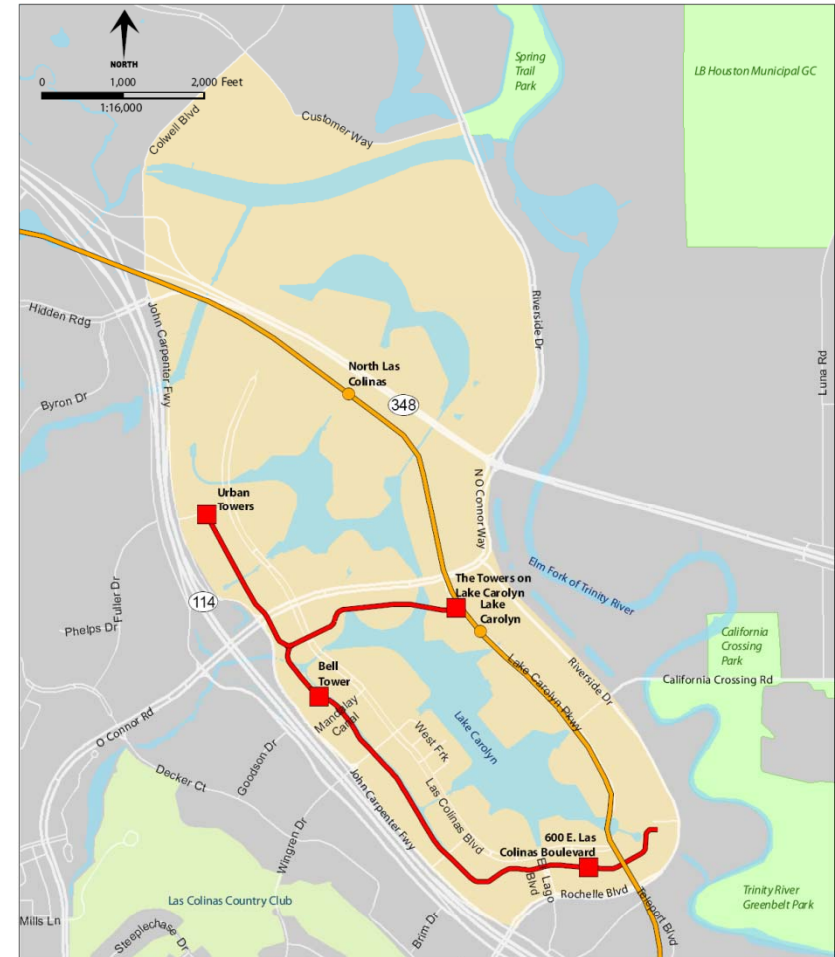 NORTH
0 1,000 2,000 Feet
1:16,000
Spring
Trail
Park
LB Houston Municipal GC
Colwell Blvd
Customer Way
Riverside Dr
Luna Rd
Hidden Rdg
John Carpenter Fwy
Byron Dr
North Las
Colinas
348
N O Connor Way
Urban
Towers
Elm Fork of Trinity River
114
Fuller Dr
Phelps Dr
The Towers on
Lake Carolyn
Lake
Carolyn
California
Crossing
Park
Riverside Dr
California Crossing Rd
Lake Carolyn Pkwy
Bell
Tower
Mandalay
Canal
O Connor Rd
West Frk
Lake Carolyn
Goodson Dr
Decker Ct
John Carpenter Fwy
Las Colinas Blvd
Wingren Dr
600 E. Las
Colinas Boulevard
E Lago
Blvd
Rochelle Blvd
Teleport Blvd
Las Colinas Country Club
Trinity River
Greenbelt Park
Mills Ln
Steeplechase Dr
Brim Dr